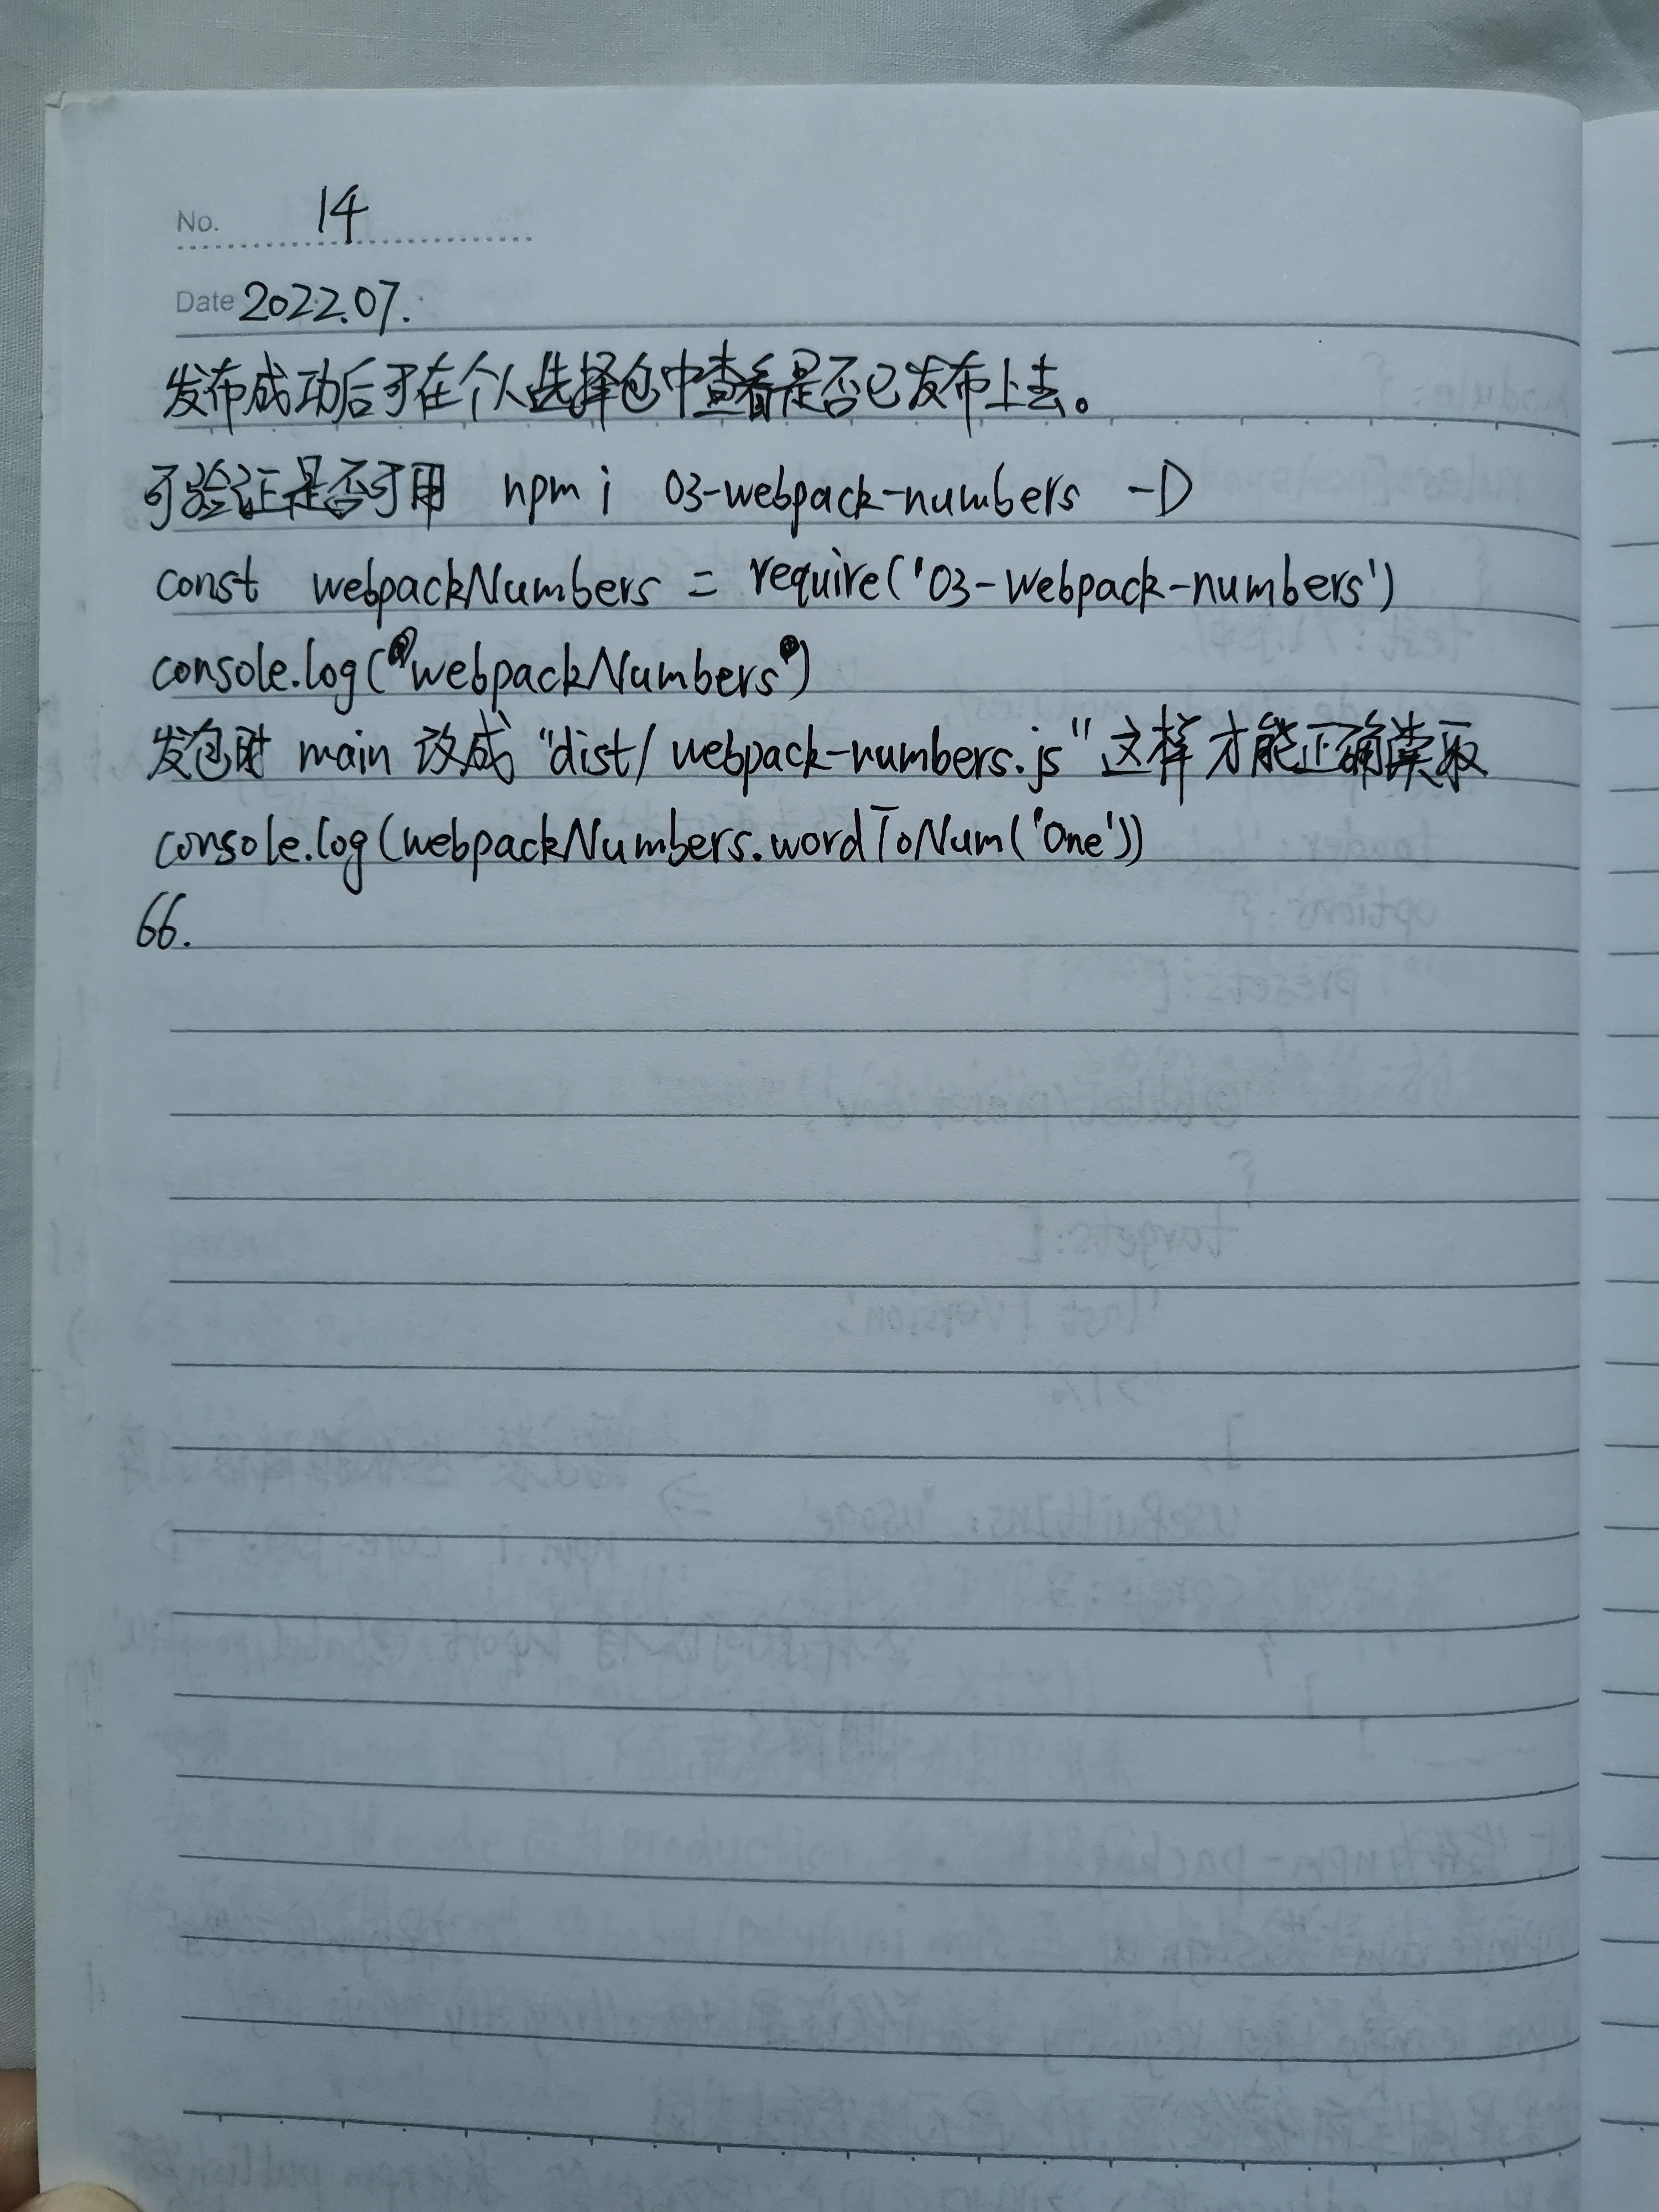 No. 14
Date 2022.07.
发布成功后可在个人选择包中查看是否已发布上去。
可验证是否可用 npm i 03-webpack-numbers -D
const webpackNumbers = require('03-webpack-numbers')
console.log(webpackNumbers)
发包时 main 改成 "dist/webpack-numbers.js" 这样才能正确读取
console.log(webpackNumbers.wordToNum('One'))
66.